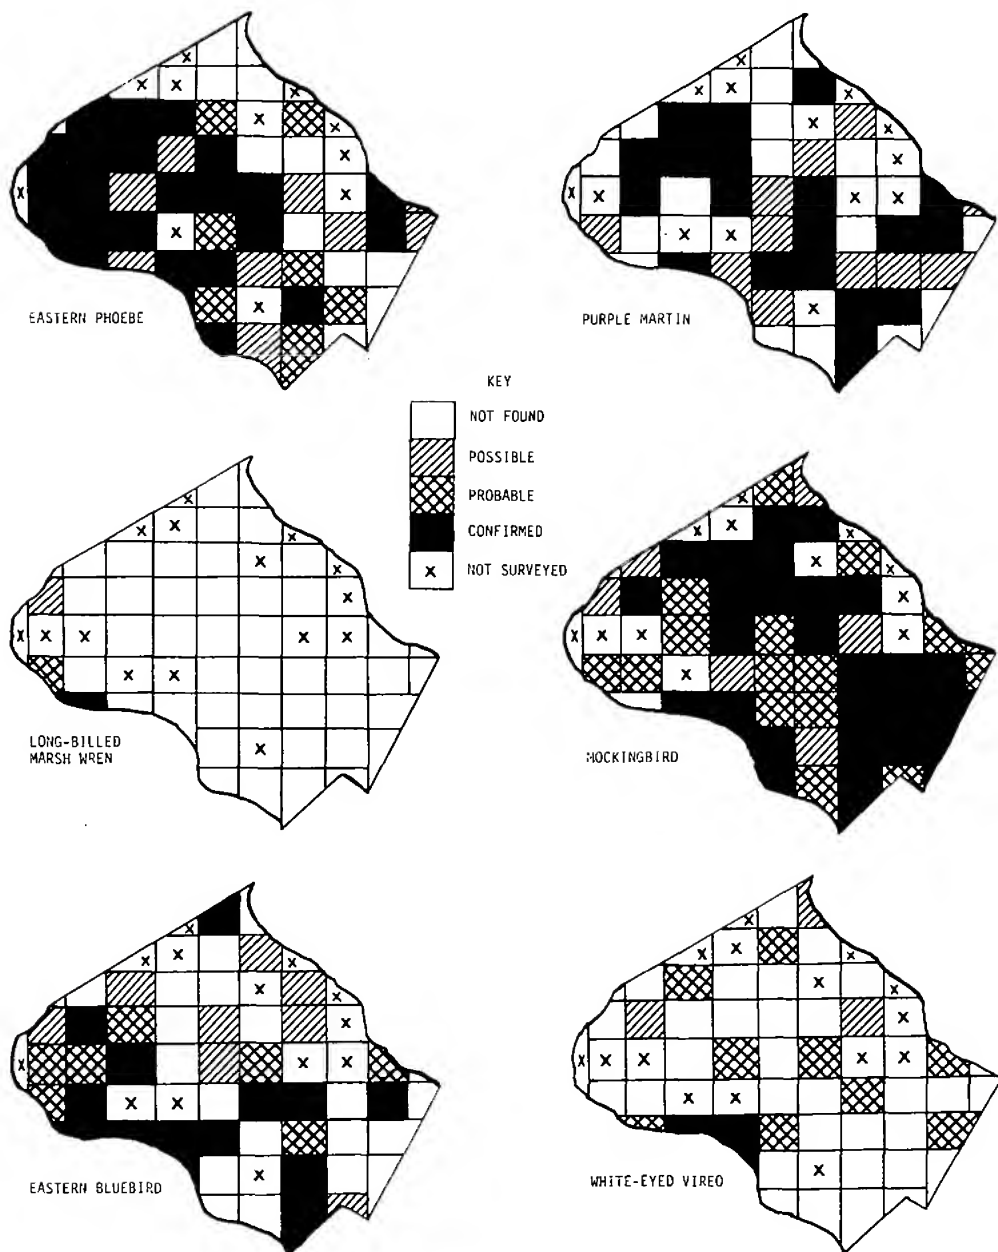 EASTERN PHOEBE
PURPLE MARTIN
KEY
NOT FOUND
POSSIBLE
PROBABLE
CONFIRMED
X NOT SURVEYED
LONG-BILLED
MARSH WREN
MOCKINGBIRD
EASTERN BLUEBIRD
WHITE-EYED VIREO